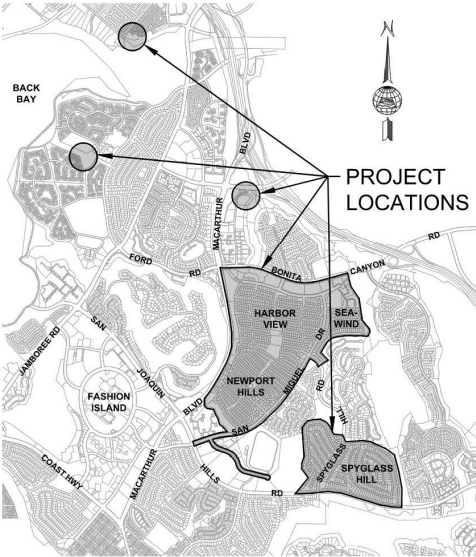 N
BACK
BAY
BLVD
MACARTHUR
PROJECT
LOCATIONS
FORD
RD
BONITA
CANYON
RD
HARBOR
VIEW
SEA-
WIND
JAMBOREE RD
SAN
JOAQUIN
DR
MIGUEL
RD
NEWPORT
HILLS
FASHION
ISLAND
BLVD
SAN
HILL
COAST HWY
MACARTHUR
HILLS
RD
SPYGLASS
SPYGLASS
HILL